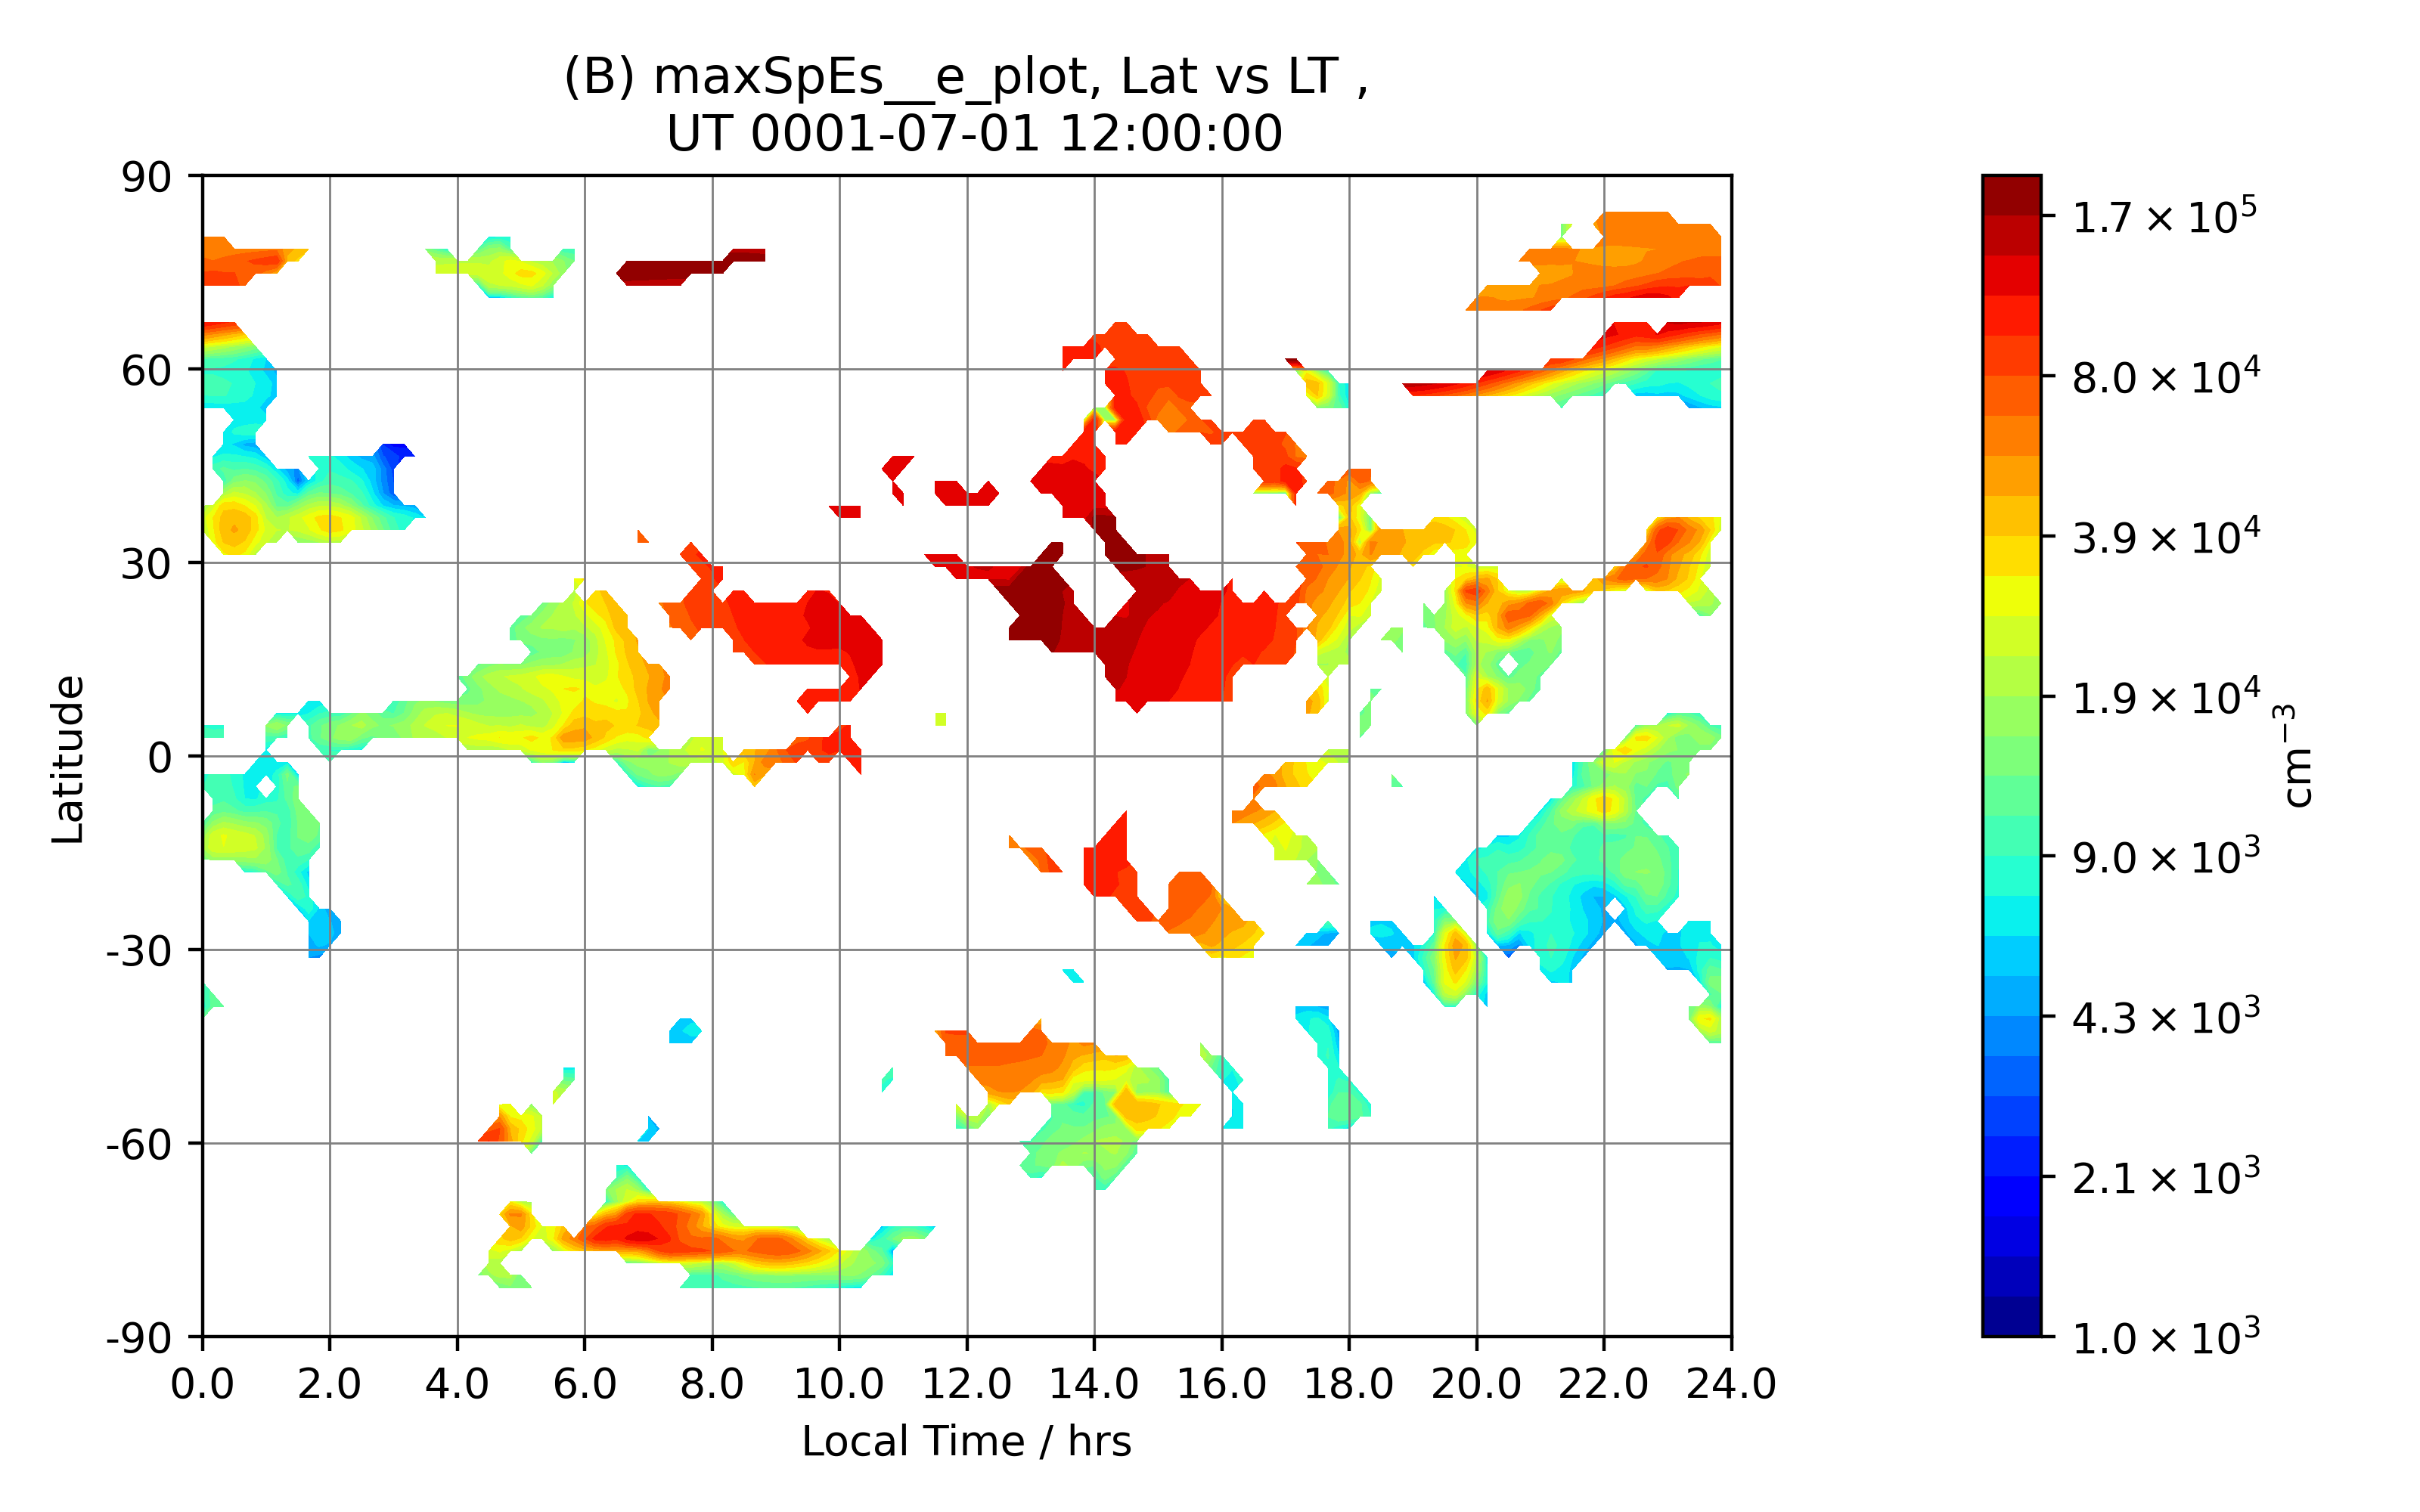 (B) maxSpEs__e_plot, Lat vs LT ,
UT 0001-07-01 12:00:00
90
60
30
0
-30
-60
-90
Latitude
0.0 2.0 4.0 6.0 8.0 10.0 12.0 14.0 16.0 18.0 20.0 22.0 24.0
Local Time / hrs
1.7 × 10⁵
8.0 × 10⁴
3.9 × 10⁴
1.9 × 10⁴
9.0 × 10³
4.3 × 10³
2.1 × 10³
1.0 × 10³
cm⁻³